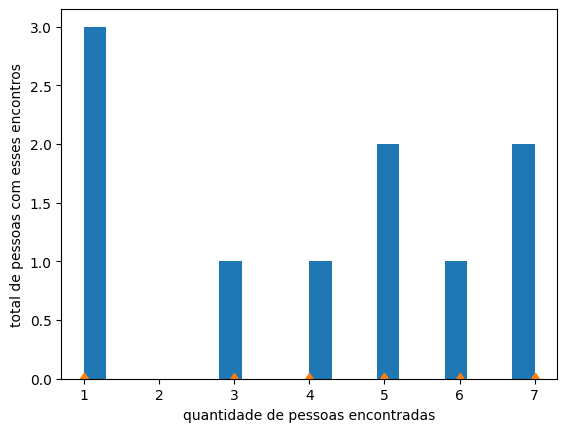 total de pessoas com esses encontros
3.0
2.5
2.0
1.5
1.0
0.5
0.0
1 2 3 4 5 6 7
quantidade de pessoas encontradas